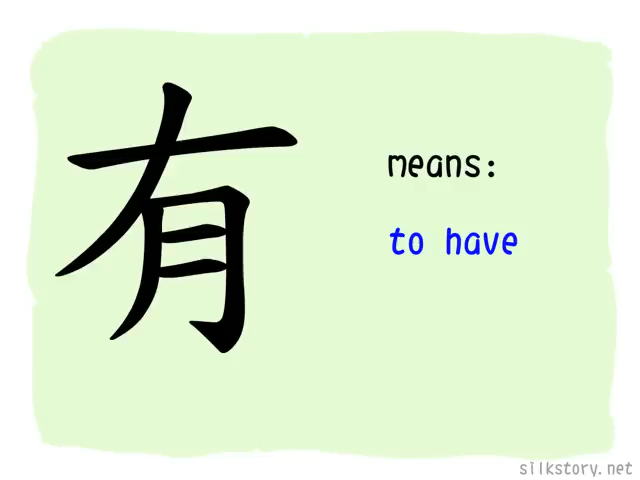 有
means:
to have
silkstory.net